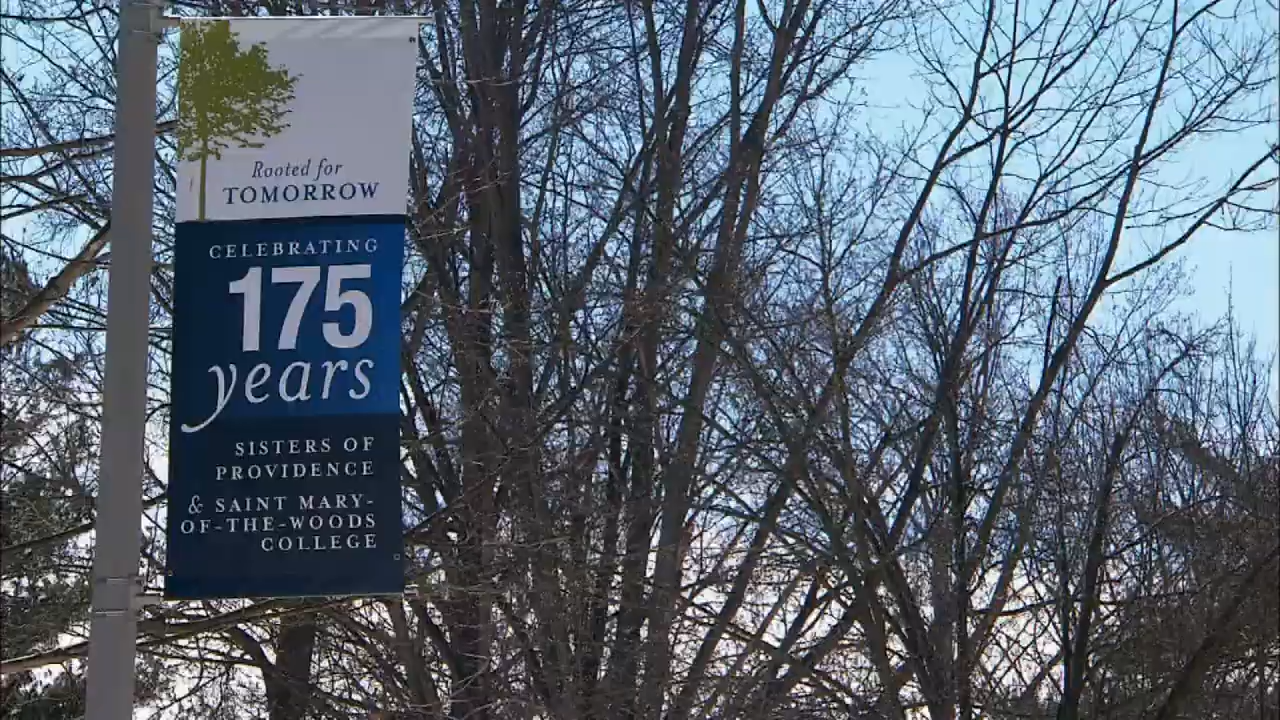 Rooted for
TOMORROW
CELEBRATING
175
years
SISTERS OF
PROVIDENCE
& SAINT MARY-
OF-THE-WOODS
COLLEGE